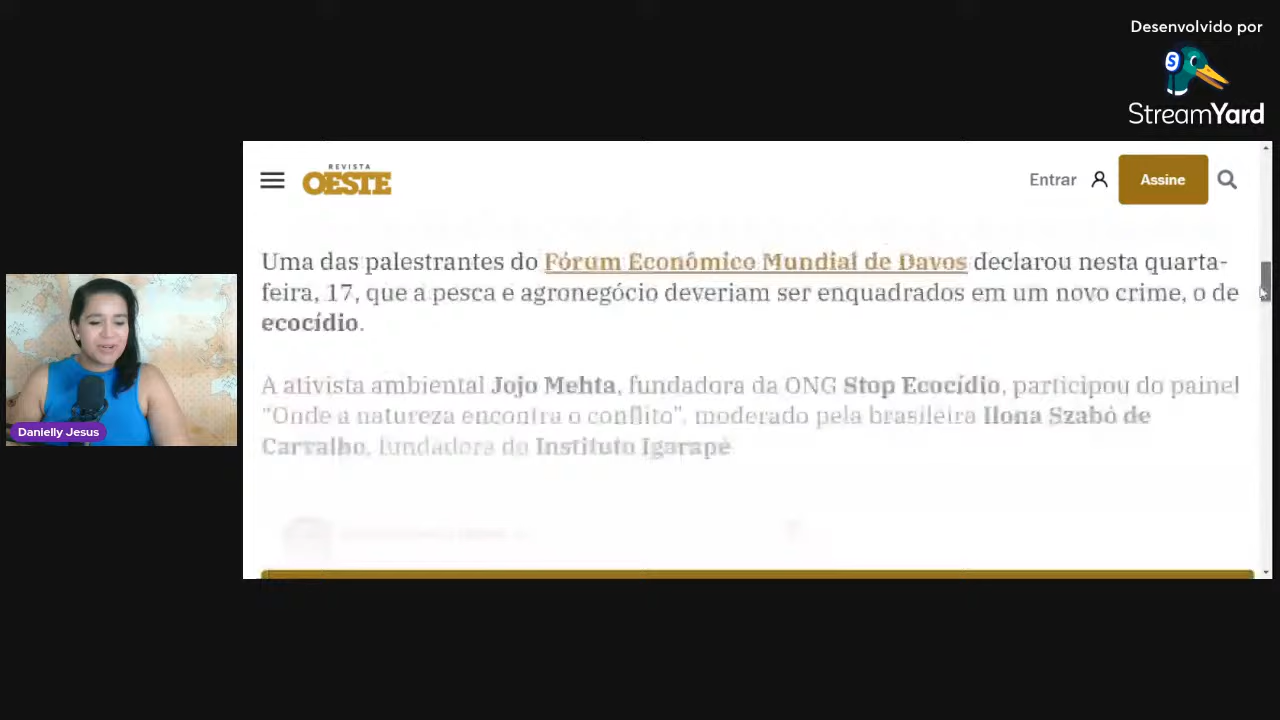 Desenvolvido por
StreamYard
REVISTA
OESTE
Entrar
Assine
Uma das palestrantes do Fórum Econômico Mundial de Davos declarou nesta quarta-
feira, 17, que a pesca e agronegócio deveriam ser enquadrados em um novo crime, o de
ecocídio.
A ativista ambiental Jojo Mehta, fundadora da ONG Stop Ecocídio, participou do painel
"Onde a natureza encontra o conflito", moderado pela brasileira Ilona Szabó de
Carvalho, fundadora do Instituto Igarapé
Danielly Jesus